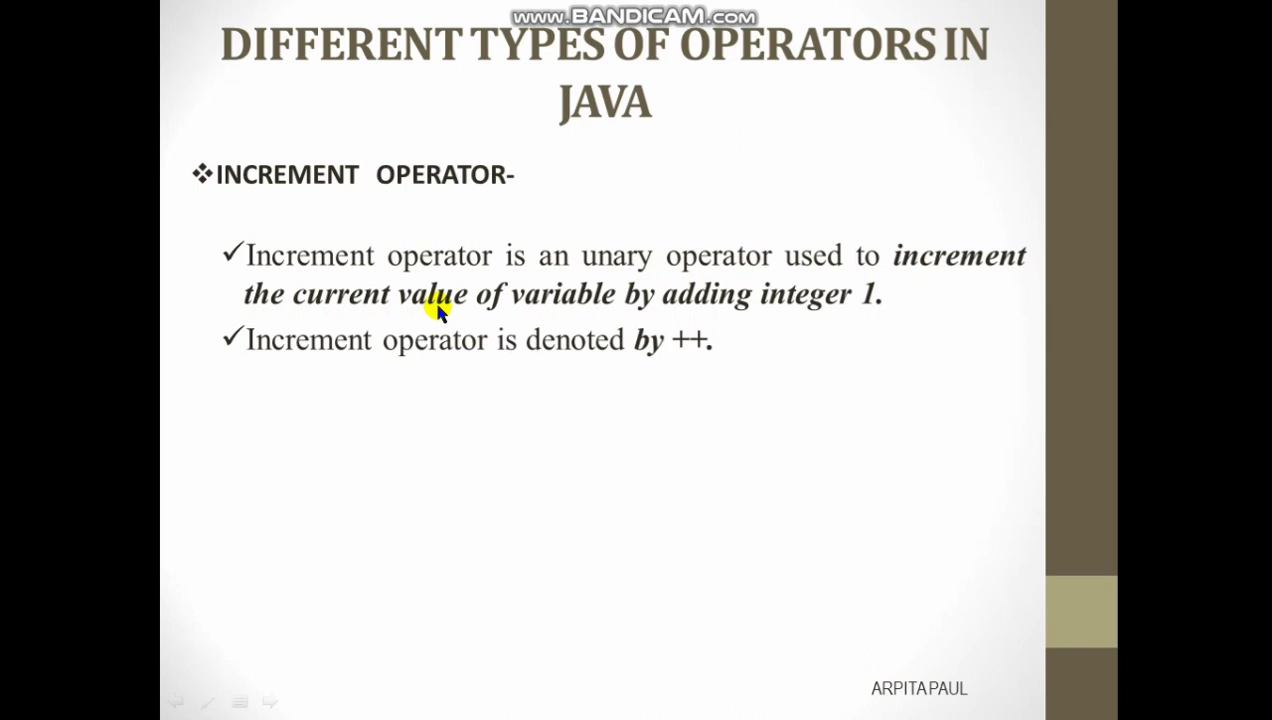 www.BANDICAM.com
DIFFERENT TYPES OF OPERATORS IN
JAVA
❖INCREMENT OPERATOR-
✓Increment operator is an unary operator used to increment
the current value of variable by adding integer 1.
✓Increment operator is denoted by ++.
ARPITA PAUL